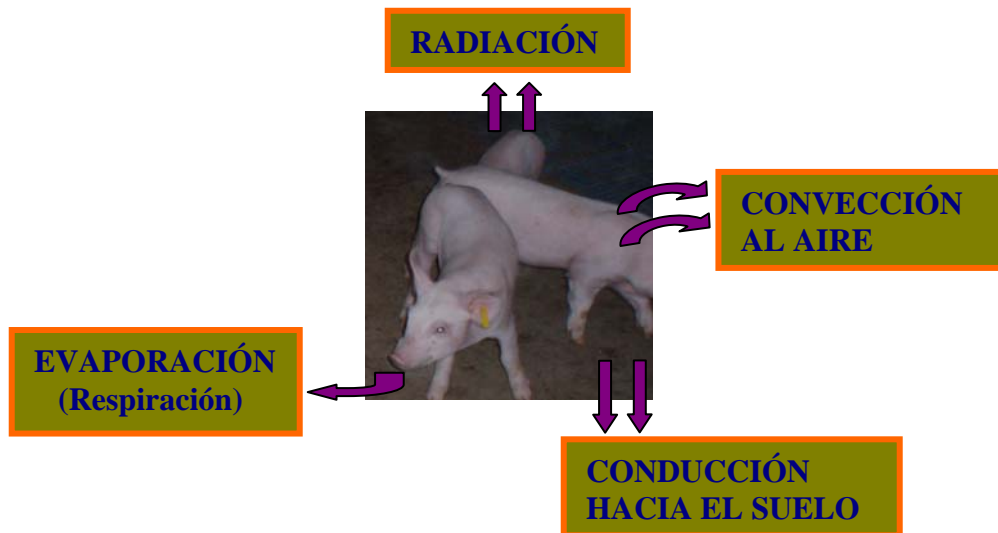 RADIACIÓN
CONVECCIÓN
AL AIRE
EVAPORACIÓN
(Respiración)
CONDUCCIÓN
HACIA EL SUELO